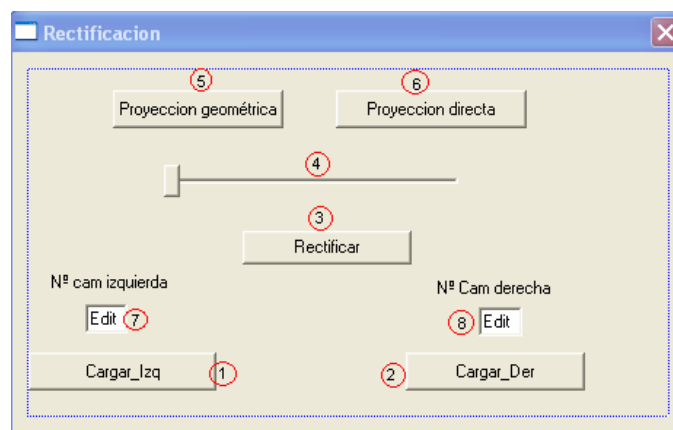 Rectificacion
5 6
Proyeccion geométrica Proyeccion directa
4
3
Rectificar
Nº cam izquierda Nº Cam derecha
Edit 7 8 Edit
Cargar_Izq 1 2 Cargar_Der